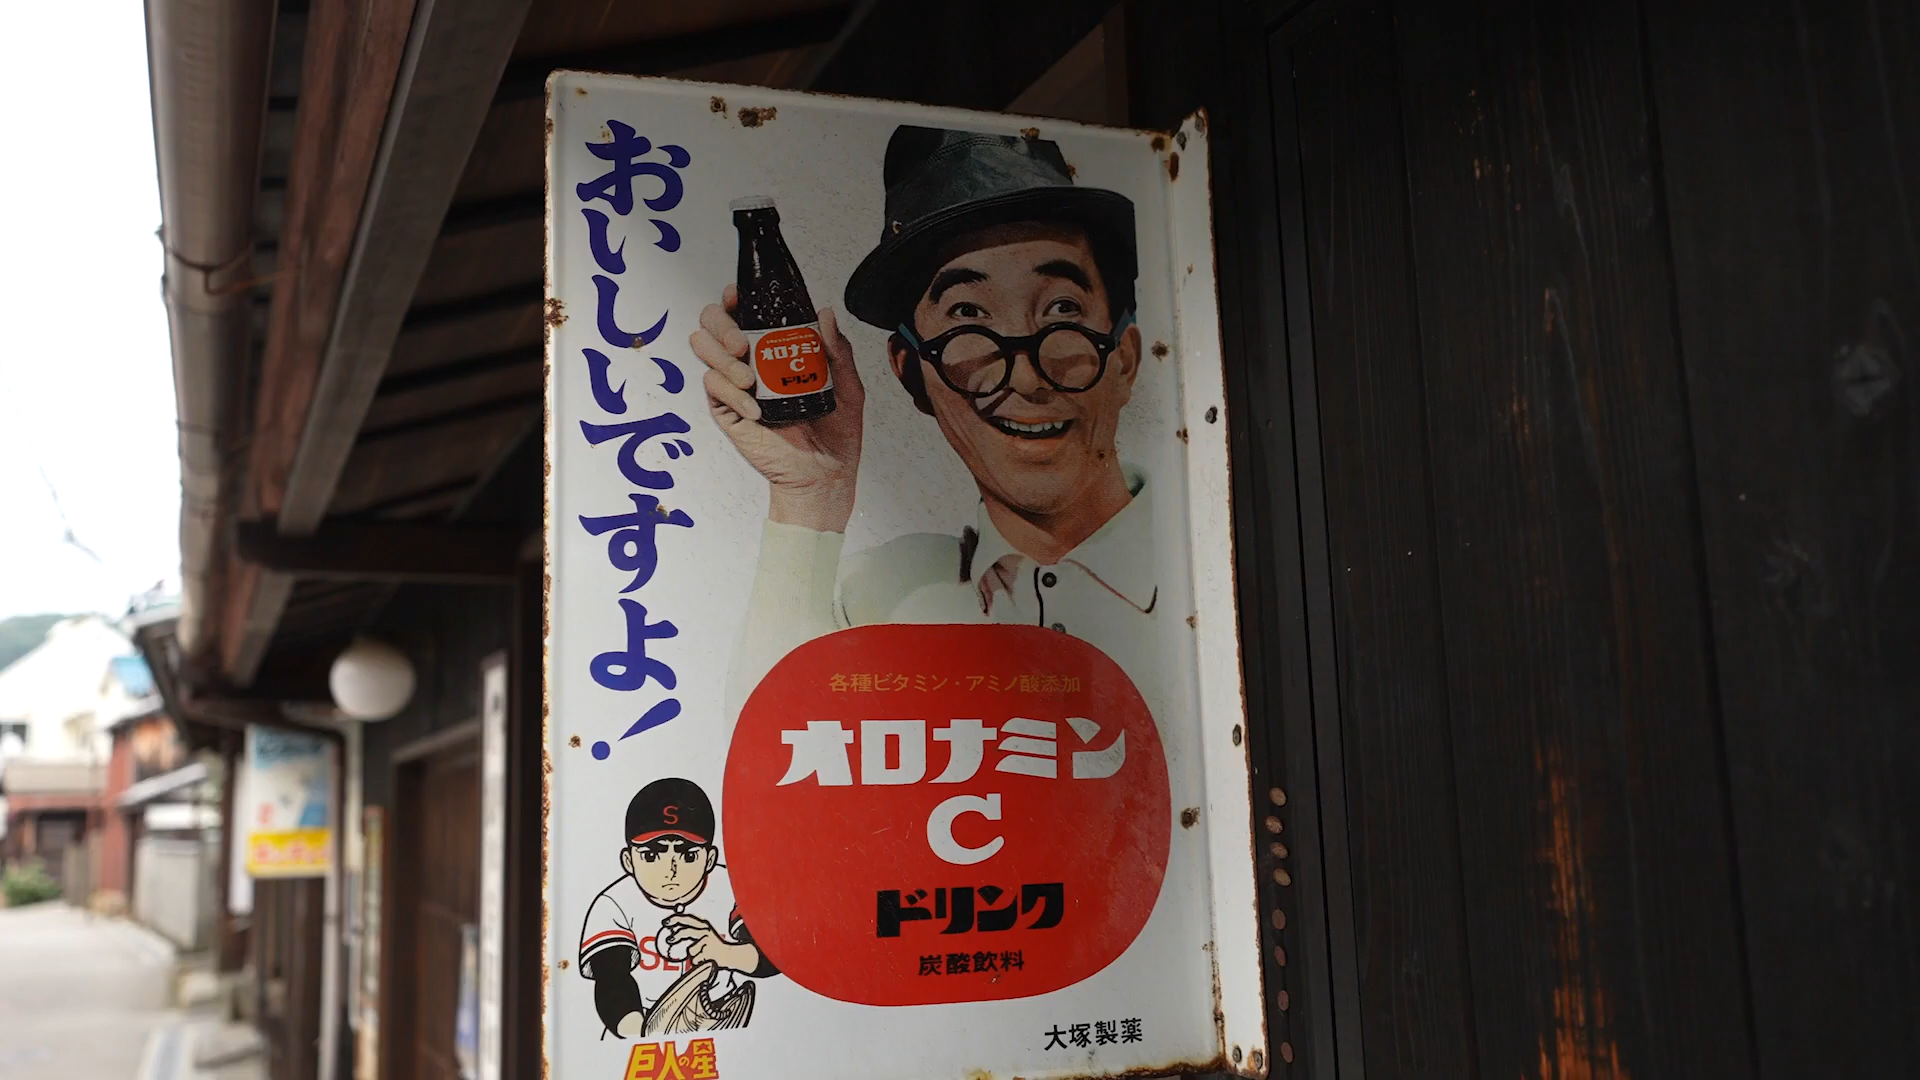 おいしいですよ!
オロナミン
C
ドリンク
各種ビタミン・アミノ酸添加
オロナミン
C
ドリンク
炭酸飲料
S
巨人の星
大塚製薬